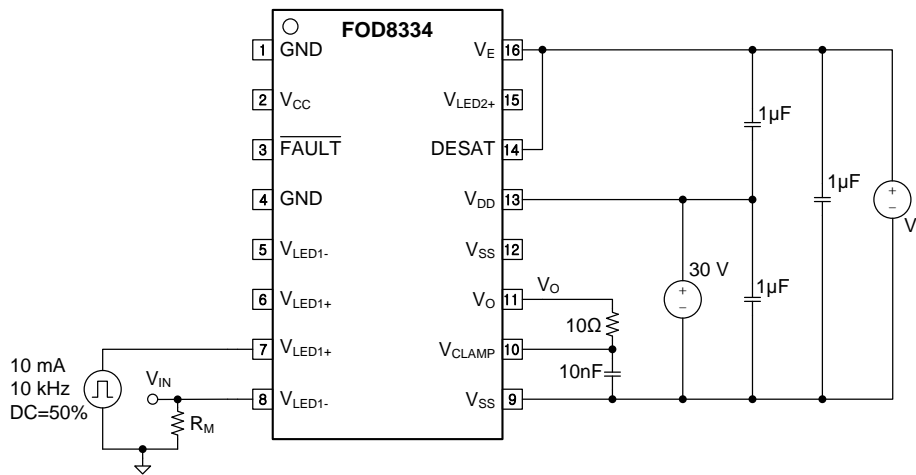 FOD8334
1 GND
2 VCC
3 FAULT
4 GND
5 VLED1-
6 VLED1+
7 VLED1+
8 VLED1-
VE 16
VLED2+ 15
DESAT 14
VDD 13
VSS 12
VO 11
VCLAMP 10
VSS 9
10 mA
10 kHz
DC=50%
VIN
RM
VO
10Ω
10nF
30 V
+
−
1µF
1µF
1µF
+
−
V